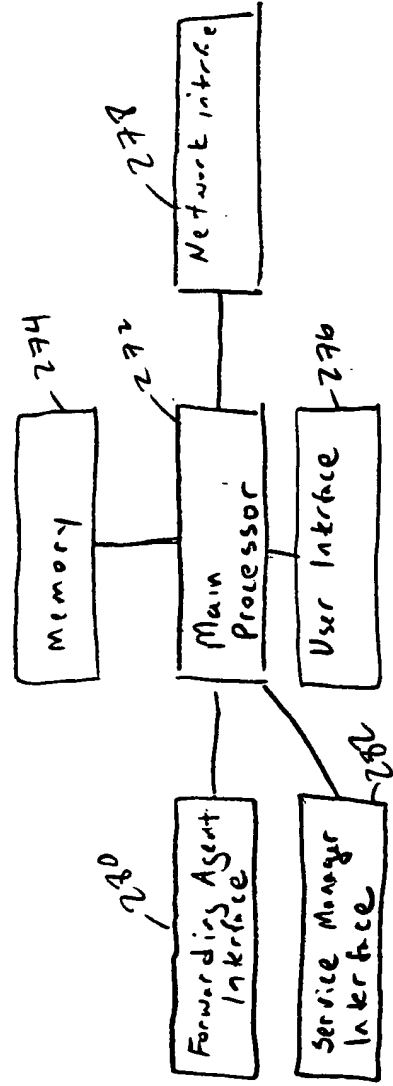 274
Memory
272
278
Main
Processor
Network intrfce
276
User Interface
280
Forwarding Agent
Interface
282
Service Manager
Interface